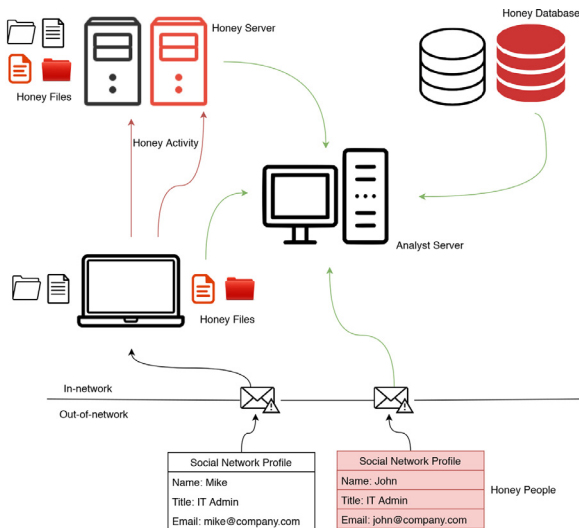 Honey Database
Honey Server
Honey Files
Honey Activity
Analyst Server
Honey Files
In-network
Out-of-network
Social Network Profile
Name: Mike
Title: IT Admin
Email: mike@company.com
Social Network Profile
Name: John
Title: IT Admin
Email: john@company.com
Honey People